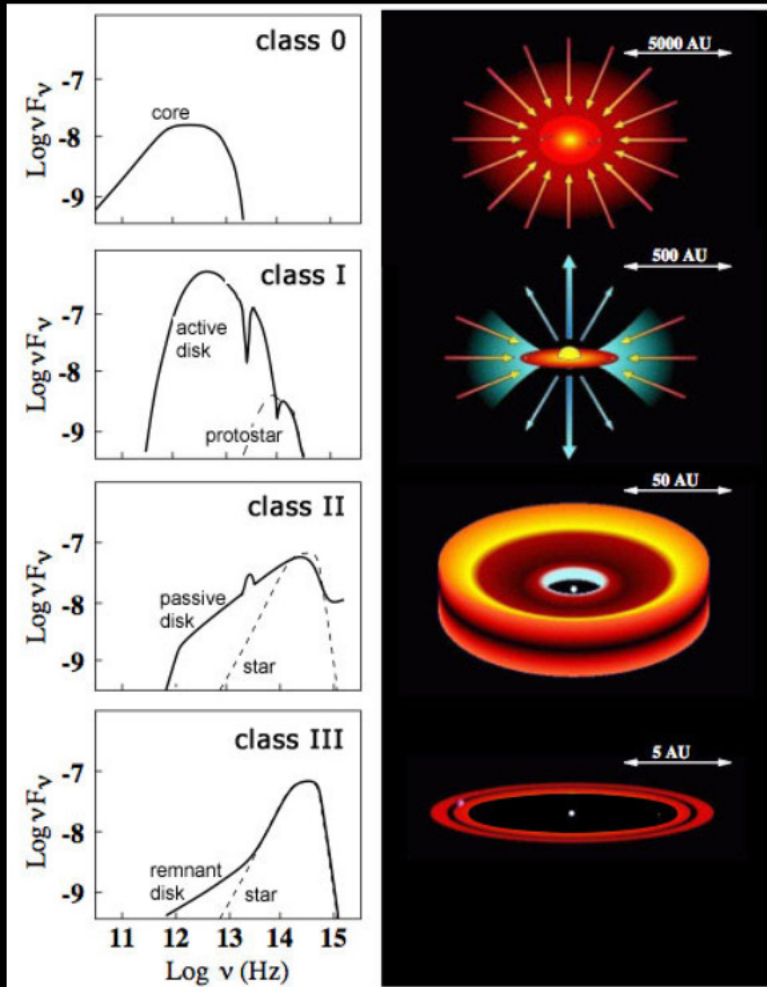 class 0
Log νFν
-7
-8
-9
core
5000 AU
class I
Log νFν
-7
-8
-9
active
disk
protostar
500 AU
class II
Log νFν
-7
-8
-9
passive
disk
star
50 AU
class III
Log νFν
-7
-8
-9
remnant
disk
star
5 AU
11 12 13 14 15
Log ν (Hz)